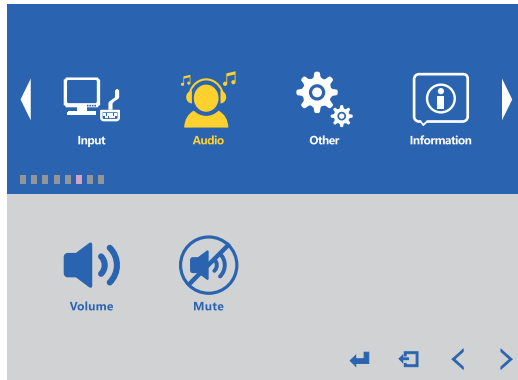 Input
Audio
Other
Information
Volume
Mute